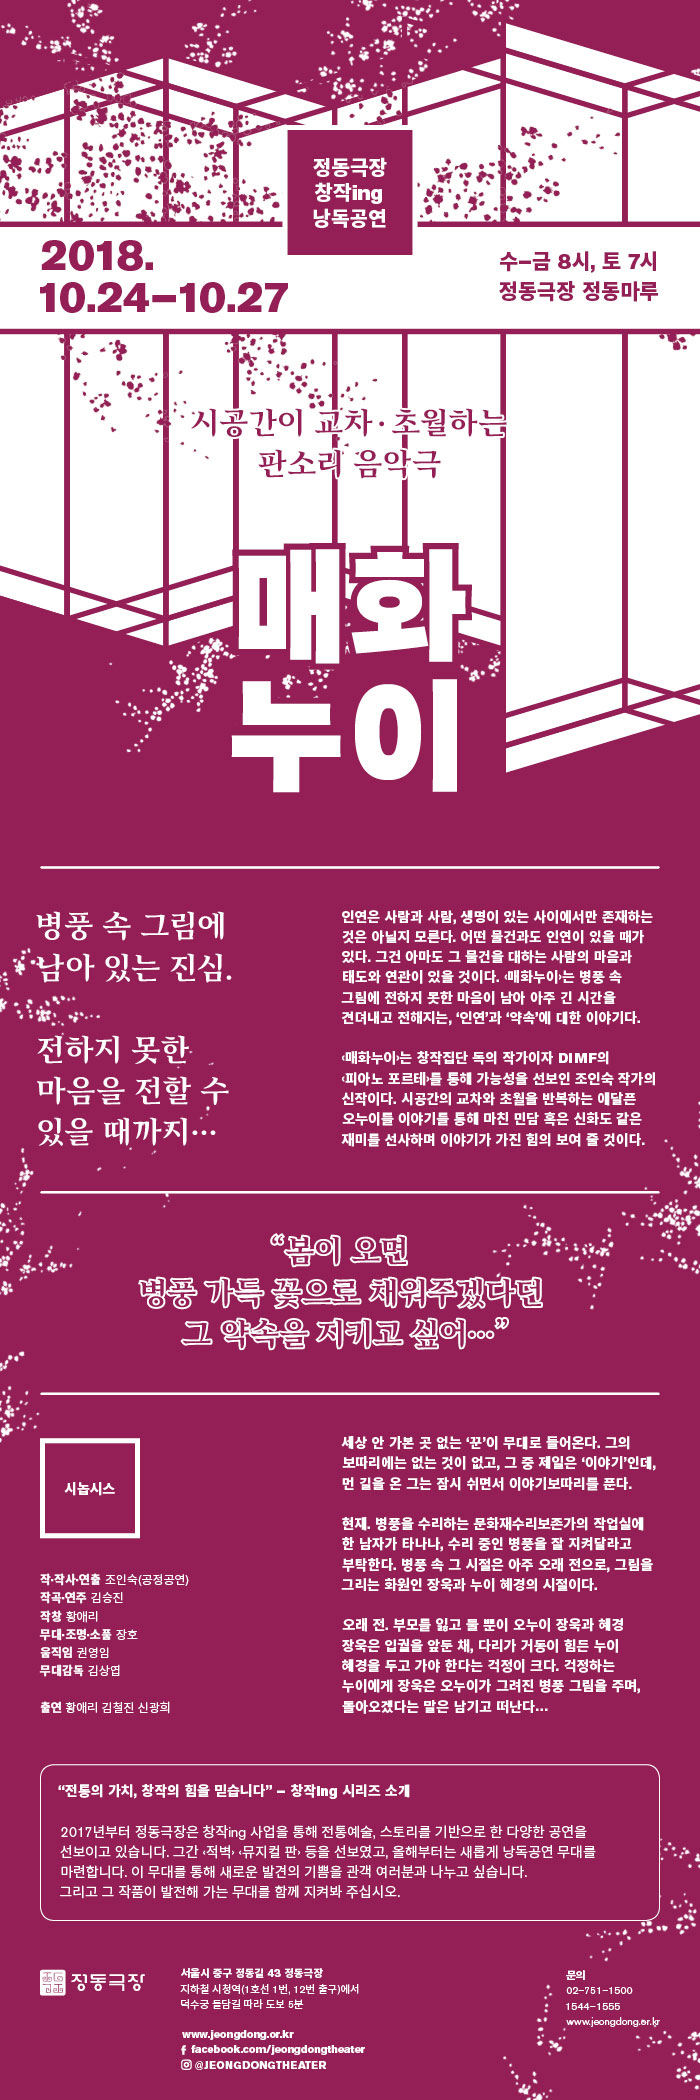 정동극장
창작ing
낭독공연
2018.
10.24–10.27
수–금 8시, 토 7시
정동극장 정동마루
시공간이 교차·초월하는
판소리 음악극
매화
누이
병풍 속 그림에
남아 있는 진심.
전하지 못한
마음을 전할 수
있을 때까지…
인연은 사람과 사람, 생명이 있는 사이에서만 존재하는
것은 아닐지 모른다. 어떤 물건과도 인연이 있을 때가
있다. 그건 아마도 그 물건을 대하는 사람의 마음과
태도와 연관이 있을 것이다. ‹매화누이›는 병풍 속
그림에 전하지 못한 마음이 남아 아주 긴 시간을
견뎌내고 전해지는, ‘인연’과 ‘약속’에 대한 이야기다.
‹매화누이›는 창작집단 독의 작가이자 DIMF의
‹피아노 포르테›를 통해 가능성을 선보인 조인숙 작가의
신작이다. 시공간의 교차와 초월을 반복하는 애달픈
오누이들 이야기를 통해 마친 민담 혹은 신화도 같은
재미를 선사하며 이야기가 가진 힘의 보여 줄 것이다.
“봄이 오면
병풍 가득 꽃으로 채워주겠다던
그 약속을 지키고 싶어…”
시놉시스
세상 안 가본 곳 없는 ‘꾼’이 무대로 들어온다. 그의
보따리에는 없는 것이 없고, 그 중 제일은 ‘이야기’인데,
먼 길을 온 그는 잠시 쉬면서 이야기보따리를 푼다.
현재. 병풍을 수리하는 문화재수리보존가의 작업실에
한 남자가 타나나, 수리 중인 병풍을 잘 지켜달라고
부탁한다. 병풍 속 그 시절은 아주 오래 전으로, 그림을
그리는 화원인 장욱과 누이 혜경의 시절이다.
오래 전. 부모를 잃고 둘 뿐이 오누이 장욱과 혜경
장욱은 입궐을 앞둔 채, 다리가 거동이 힘든 누이
혜경을 두고 가야 한다는 걱정이 크다. 걱정하는
누이에게 장욱은 오누이가 그려진 병풍 그림을 주며,
돌아오겠다는 말은 남기고 떠난다…
작·작사·연출 조인숙(공정공연)
작곡·연주 김승진
작창 황애리
무대·조명·소품 장호
움직임 권영임
무대감독 김상엽
출연 황애리 김철진 신광희
“전통의 가치, 창작의 힘을 믿습니다” – 창작ing 시리즈 소개
2017년부터 정동극장은 창작ing 사업을 통해 전통예술, 스토리를 기반으로 한 다양한 공연을
선보이고 있습니다. 그간 ‹적벽› ‹뮤지컬 판› 등을 선보였고, 올해부터는 새롭게 낭독공연 무대를
마련합니다. 이 무대를 통해 새로운 발견의 기쁨을 관객 여러분과 나누고 싶습니다.
그리고 그 작품이 발전해 가는 무대를 함께 지켜봐 주십시오.
정동극장
서울시 중구 정동길 43 정동극장
지하철 시청역(1호선 1번, 12번 출구)에서
덕수궁 돌담길 따라 도보 5분
www.jeongdong.or.kr
facebook.com/jeongdongtheater
@JEONGDONGTHEATER
문의
02–751–1500
1544–1555
www.jeongdong.or.kr